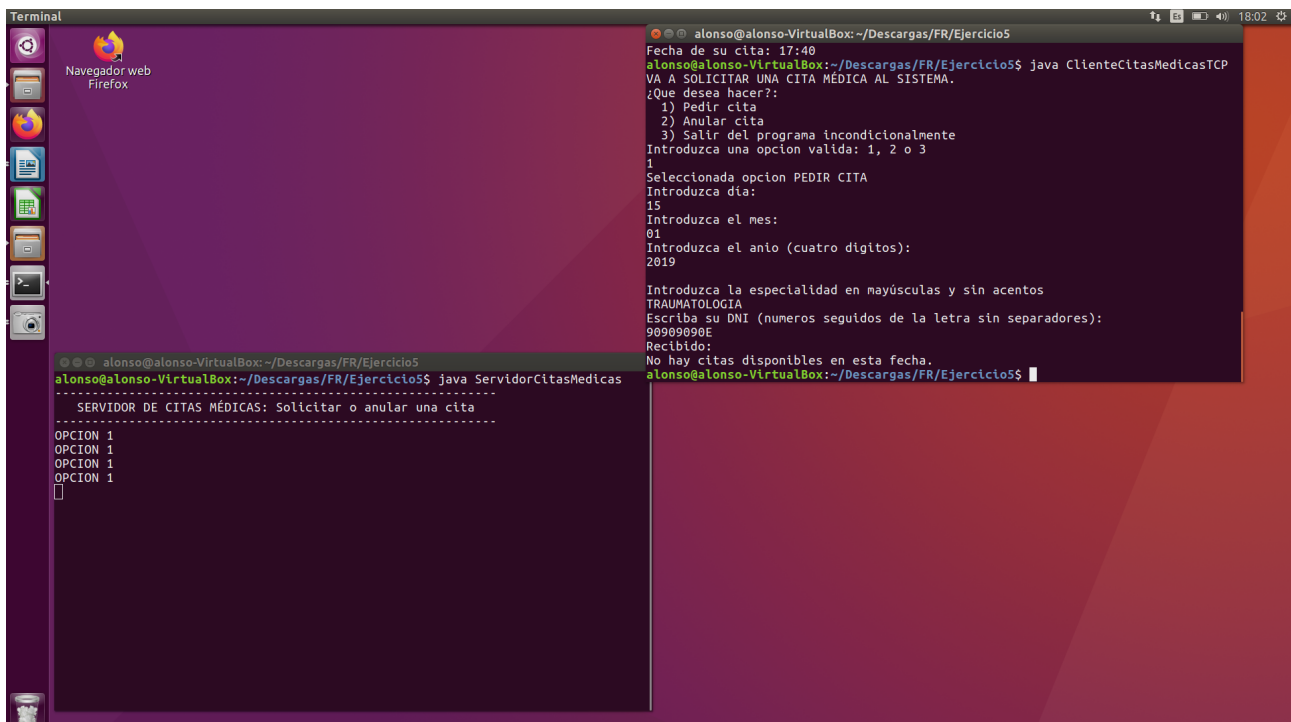 Terminal
Es
18:02
Navegador web
Firefox
alonso@alonso-VirtualBox: ~/Descargas/FR/Ejercicio5
Fecha de su cita: 17:40
alonso@alonso-VirtualBox:~/Descargas/FR/Ejercicio5$ java ClienteCitasMedicasTCP
VA A SOLICITAR UNA CITA MÉDICA AL SISTEMA.
¿Que desea hacer?:
1) Pedir cita
2) Anular cita
3) Salir del programa incondicionalmente
Introduzca una opcion valida: 1, 2 o 3
1
Seleccionada opcion PEDIR CITA
Introduzca dia:
15
Introduzca el mes:
01
Introduzca el anio (cuatro digitos):
2019
Introduzca la especialidad en mayúsculas y sin acentos
TRAUMATOLOGIA
Escriba su DNI (numeros seguidos de la letra sin separadores):
90909090E
Recibido:
No hay citas disponibles en esta fecha.
alonso@alonso-VirtualBox:~/Descargas/FR/Ejercicio5$
alonso@alonso-VirtualBox: ~/Descargas/FR/Ejercicio5
alonso@alonso-VirtualBox:~/Descargas/FR/Ejercicio5$ java ServidorCitasMedicas
------------------------------------------------------------
SERVIDOR DE CITAS MÉDICAS: Solicitar o anular una cita
------------------------------------------------------------
OPCION 1
OPCION 1
OPCION 1
OPCION 1